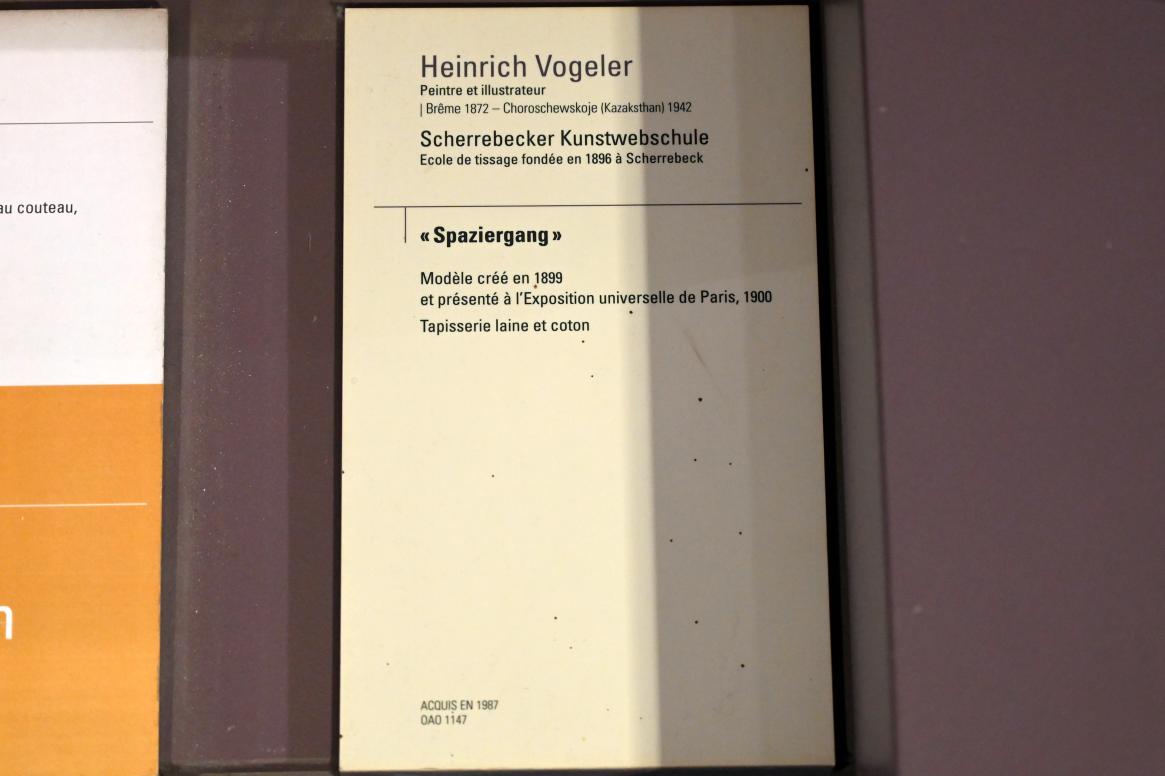 au couteau,
Heinrich Vogeler
Peintre et illustrateur
| Brême 1872 – Choroschewskoje (Kazaksthan) 1942
Scherrebecker Kunstwebschule
Ecole de tissage fondée en 1896 à Scherrebeck
« Spaziergang »
Modèle créé en 1899
et présenté à l'Exposition universelle de Paris, 1900
Tapisserie laine et coton
ACQUIS EN 1987
OAO 1147